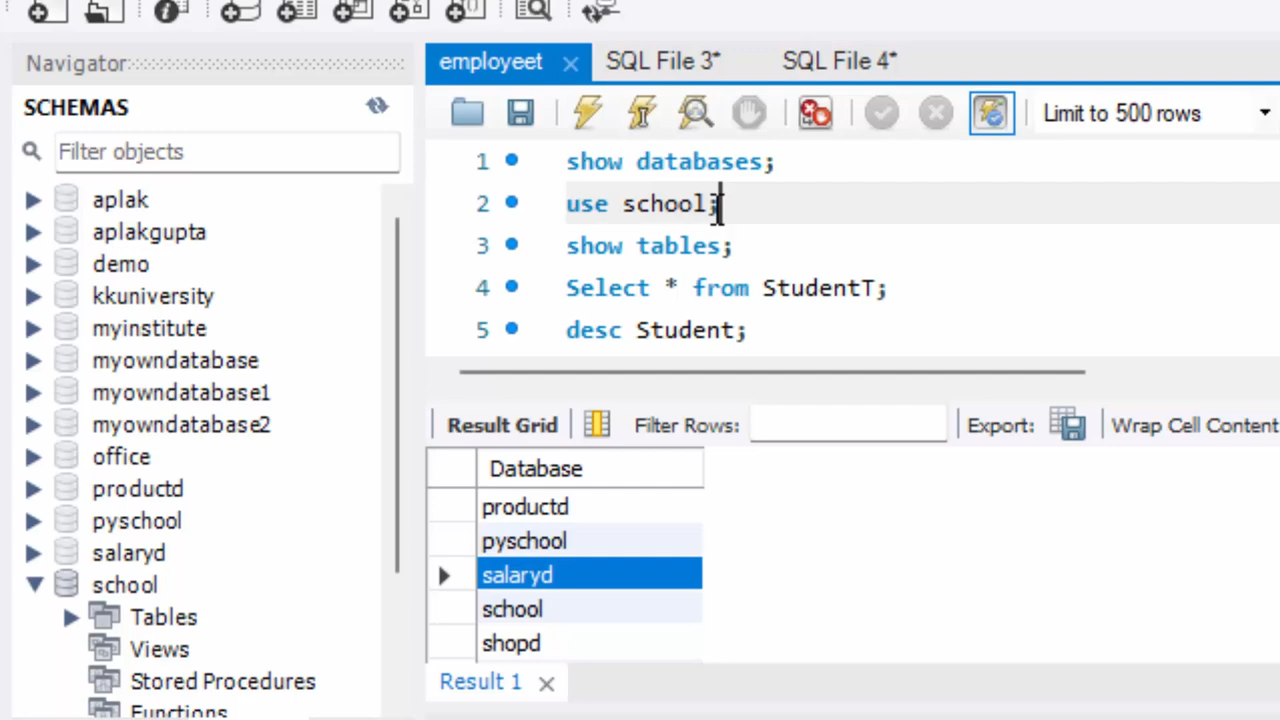 Navigator
SCHEMAS
Filter objects
aplak
aplakgupta
demo
kkuniversity
myinstitute
myowndatabase
myowndatabase1
myowndatabase2
office
productd
pyschool
salaryd
school
Tables
Views
Stored Procedures
Functions
employeet
SQL File 3*
SQL File 4*
Limit to 500 rows
1 show databases;
2 use school;
3 show tables;
4 Select * from StudentT;
5 desc Student;
Result Grid
Filter Rows:
Export:
Wrap Cell Content
Database
productd
pyschool
salaryd
school
shopd
Result 1